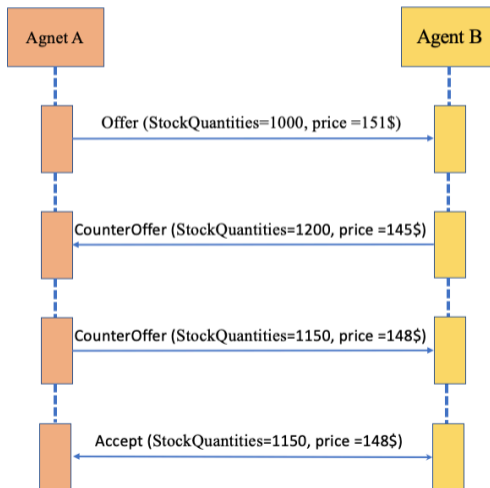 Agnet A
Agent B
Offer (StockQuantities=1000, price =151$)
CounterOffer (StockQuantities=1200, price =145$)
CounterOffer (StockQuantities=1150, price =148$)
Accept (StockQuantities=1150, price =148$)